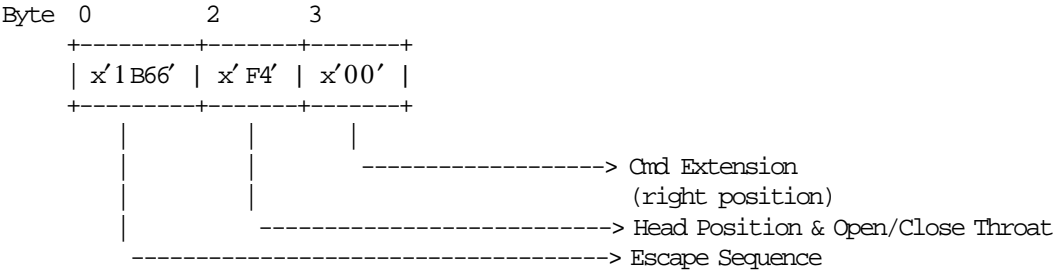 Byte 0 2 3
+---------+-------+-------+
| x′1B66′ | x′F4′ | x′00′ |
+---------+-------+-------+
| | |
| | -------------------> Cmd Extension
| | (right position)
| ---------------------------> Head Position & Open/Close Throat
-------------------------------------> Escape Sequence